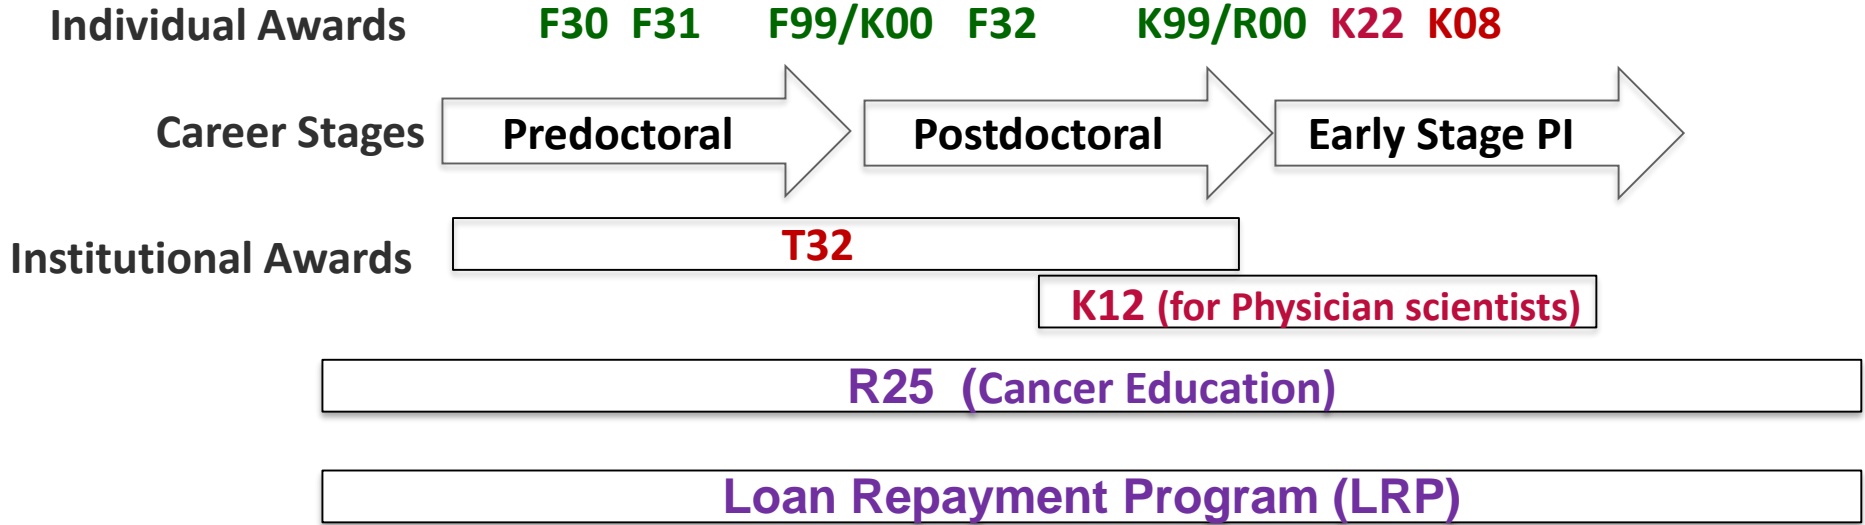 Individual Awards F30 F31 F99/K00 F32 K99/R00 K22 K08
Career Stages Predoctoral Postdoctoral Early Stage PI
Institutional Awards T32
K12 (for Physician scientists)
R25 (Cancer Education)
Loan Repayment Program (LRP)